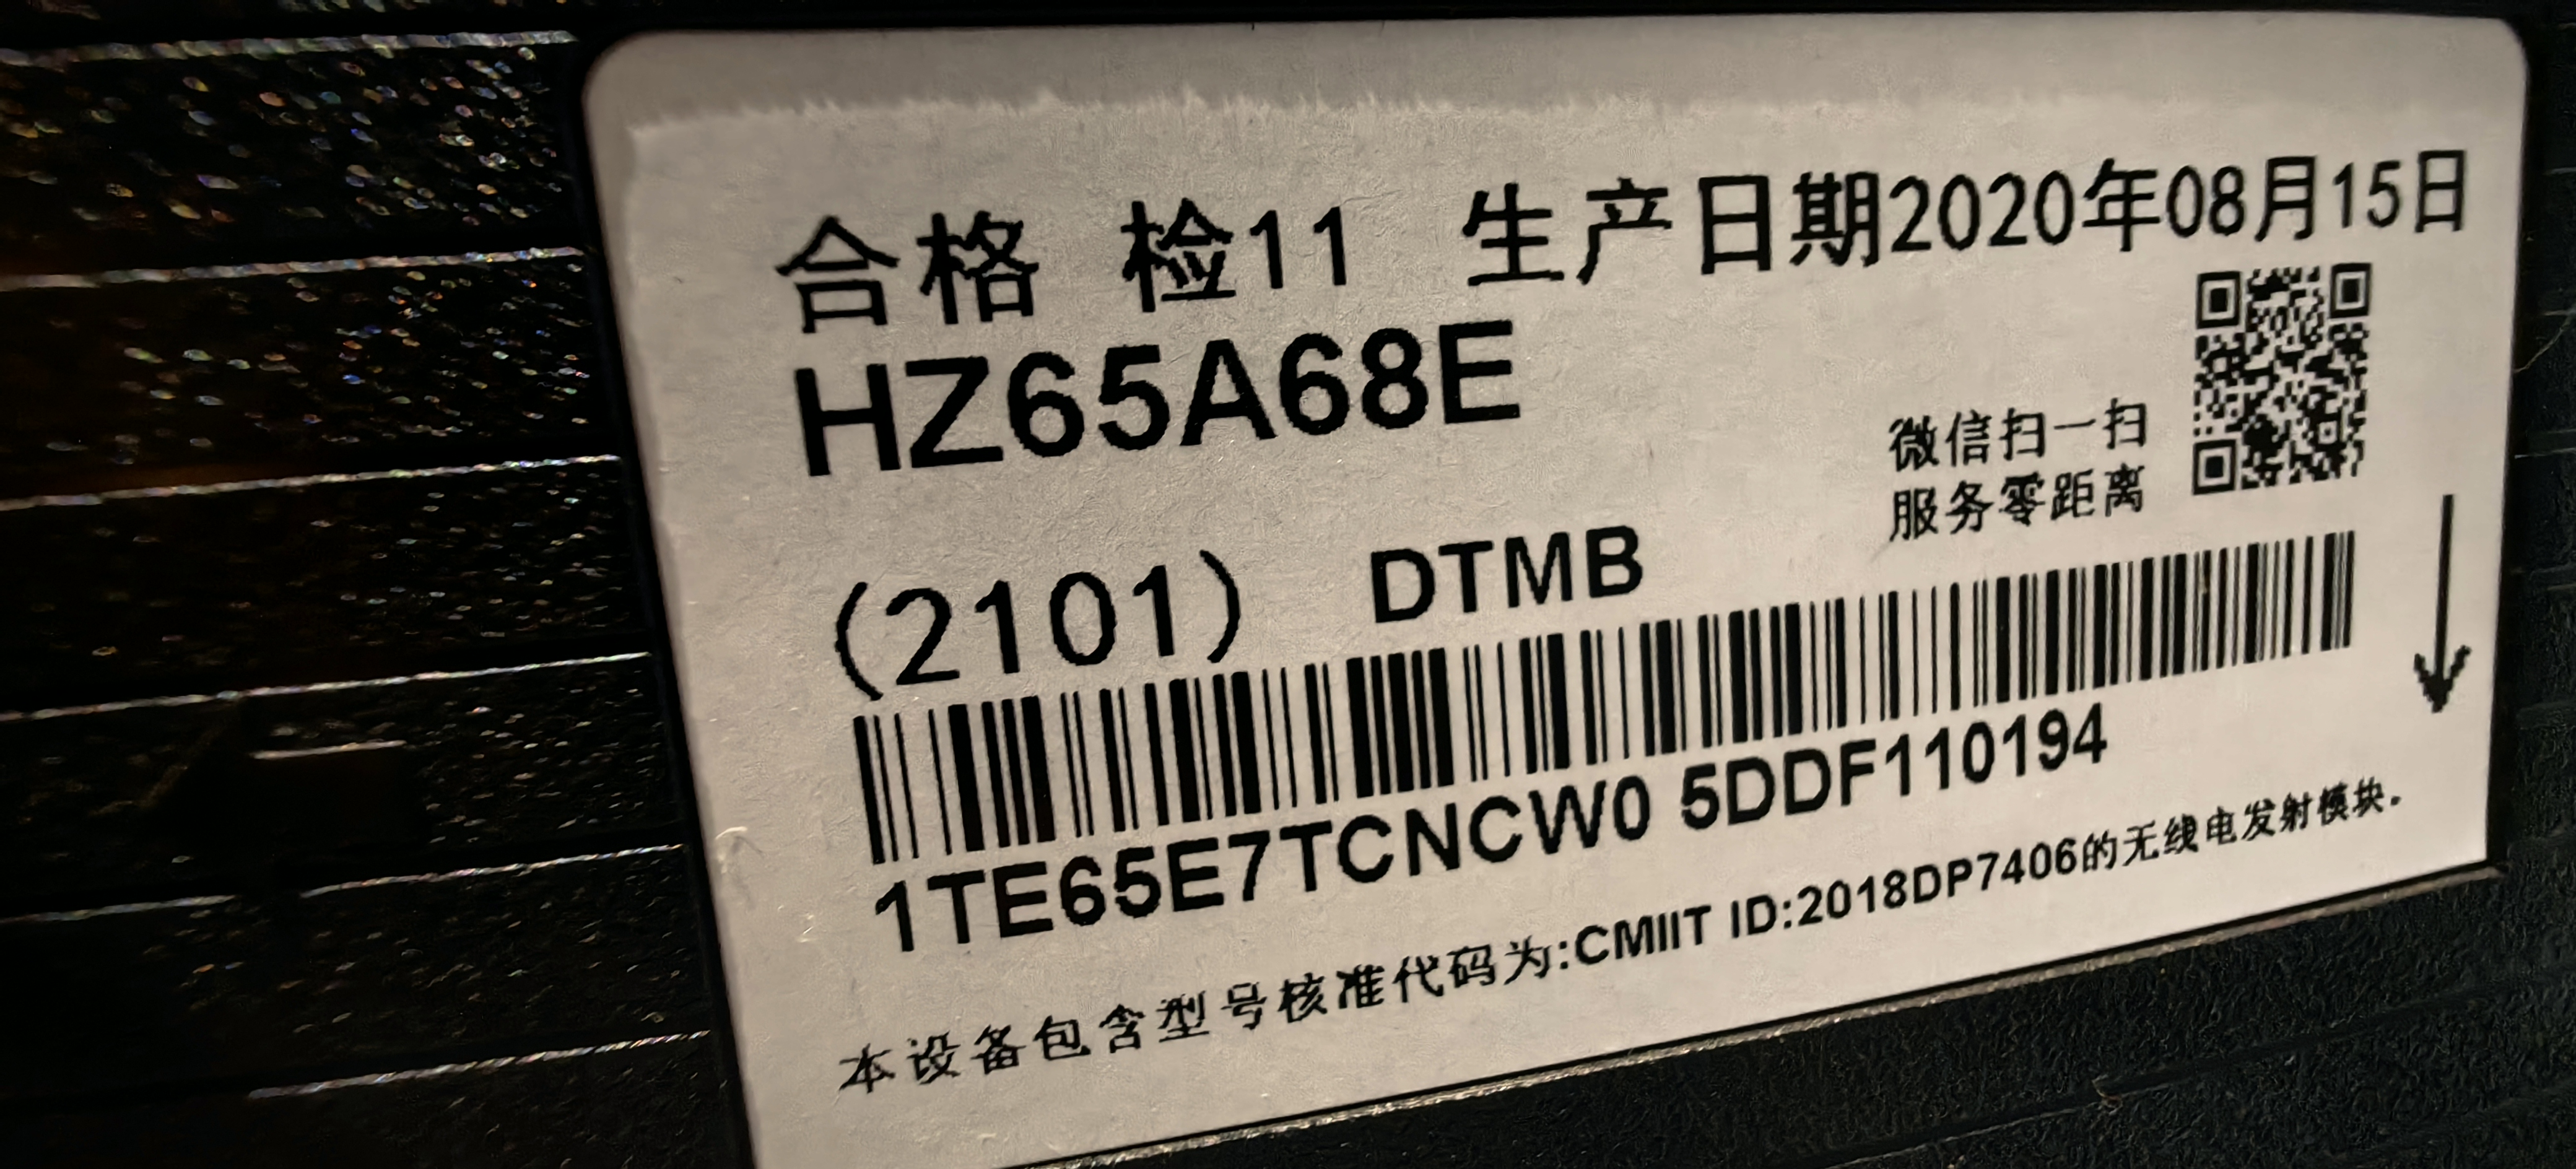 合格 检11 生产日期2020年08月15日
HZ65A68E
微信扫一扫
服务零距离
(2101) DTMB
1TE65E7TCNCW0 5DDF110194
本设备包含型号核准代码为:CMIIT ID:2018DP7406的无线电发射模块.